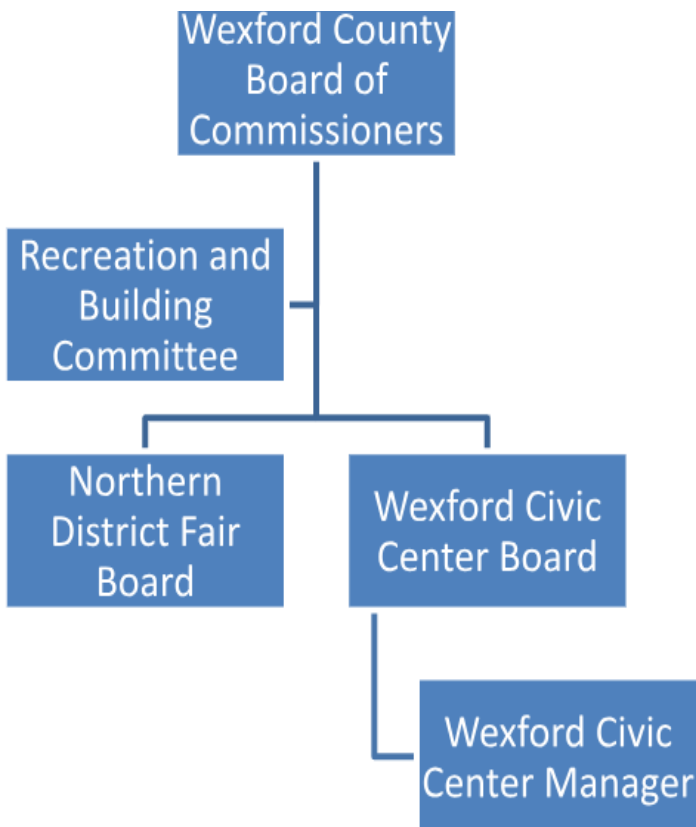 Wexford County
Board of
Commissioners
Recreation and
Building
Committee
Northern
District Fair
Board
Wexford Civic
Center Board
Wexford Civic
Center Manager